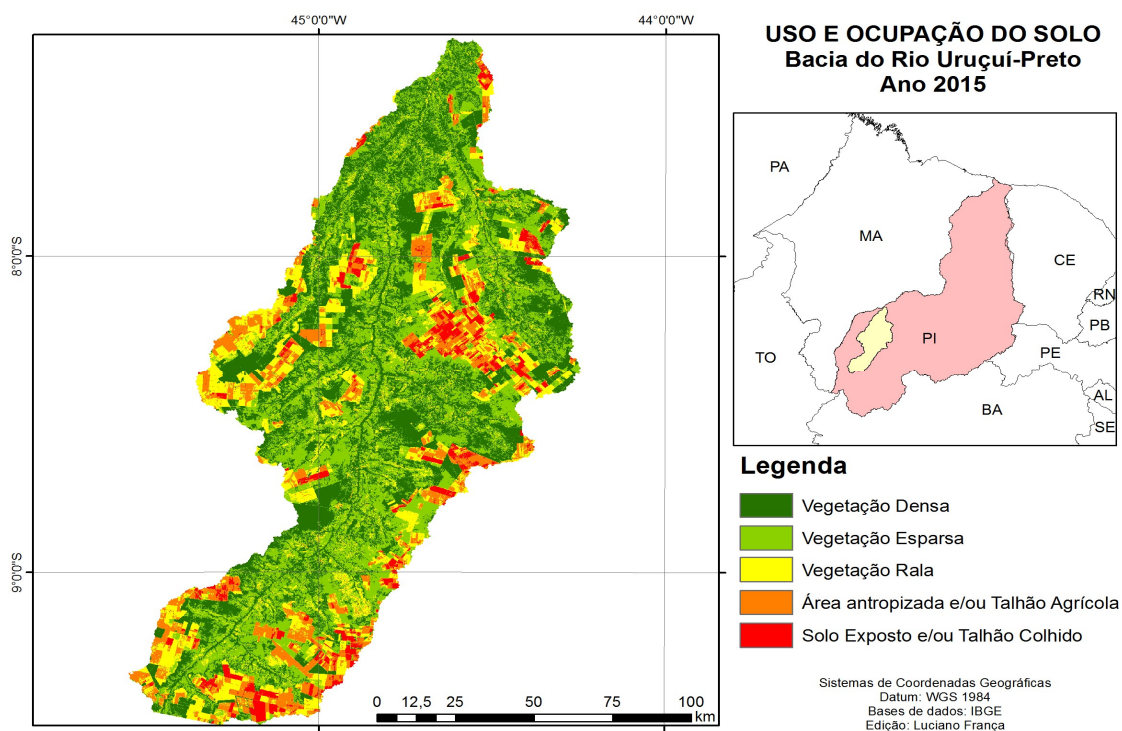 45°0'0"W
44°0'0"W
8°0'0"S
9°0'0"S
0 12,5 25 50 75 100
km
USO E OCUPAÇÃO DO SOLO
Bacia do Rio Uruçuí-Preto
Ano 2015
PA
MA
CE
RN
PB
PI
PE
TO
AL
BA
SE
Legenda
Vegetação Densa
Vegetação Esparsa
Vegetação Rala
Área antropizada e/ou Talhão Agrícola
Solo Exposto e/ou Talhão Colhido
Sistemas de Coordenadas Geográficas
Datum: WGS 1984
Bases de dados: IBGE
Edição: Luciano França